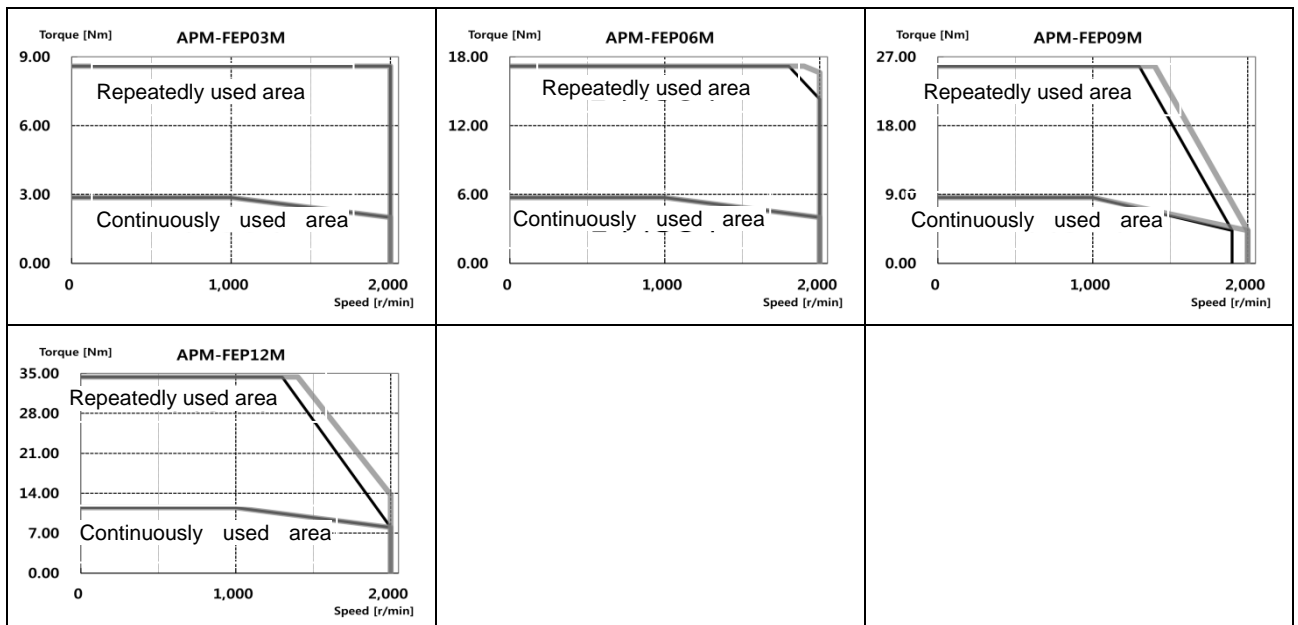 Torque [Nm] APM-FEP03M
9.00
Repeatedly used area
6.00
3.00
Continuously used area
0.00
0 1,000 2,000
Speed [r/min]
Torque [Nm] APM-FEP06M
18.00
Repeatedly used area
12.00
6.00
Continuously used area
0.00
0 1,000 2,000
Speed [r/min]
Torque [Nm] APM-FEP09M
27.00
Repeatedly used area
18.00
9.00
Continuously used area
0.00
0 1,000 2,000
Speed [r/min]
Torque [Nm] APM-FEP12M
35.00
Repeatedly used area
28.00
21.00
14.00
7.00
Continuously used area
0.00
0 1,000 2,000
Speed [r/min]